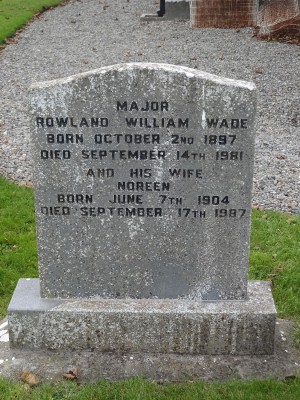 MAJOR
ROWLAND WILLIAM WADE
BORN OCTOBER 2ND 1897
DIED SEPTEMBER 14TH 1981
AND HIS WIFE
NOREEN
BORN JUNE 7TH 1904
DIED SEPTEMBER 17TH 1987